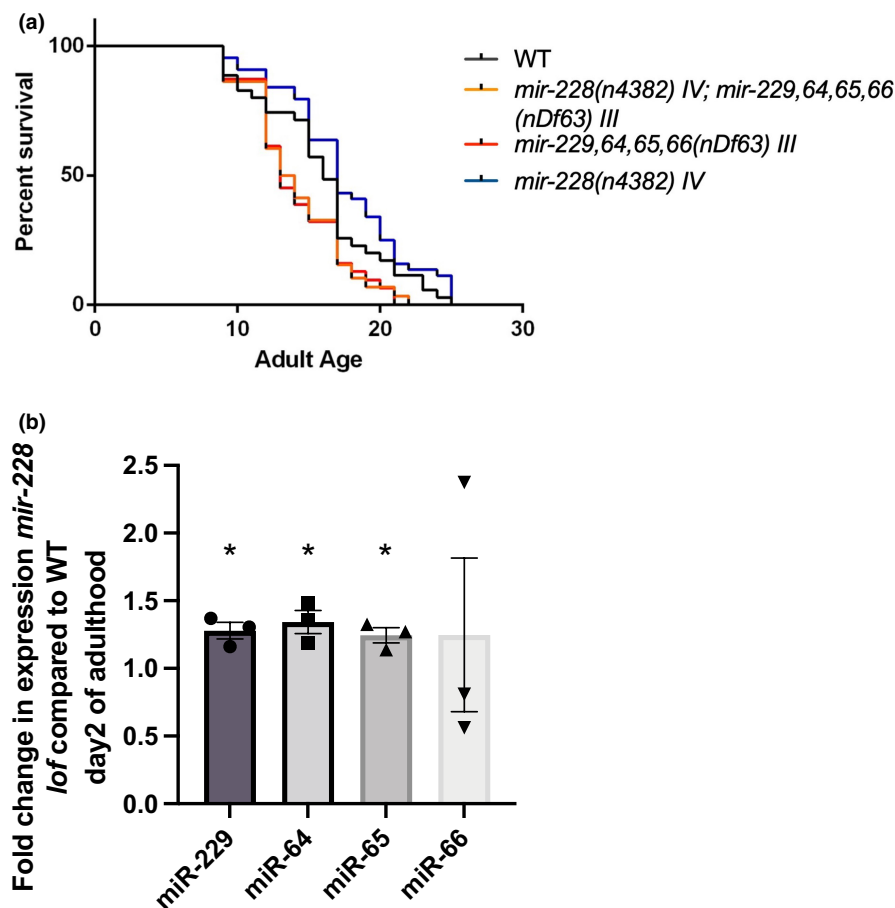 (a)
100
50
0
Percent survival
0 10 20 30
Adult Age
WT
mir-228(n4382) IV; mir-229,64,65,66
(nDf63) III
mir-229,64,65,66(nDf63) III
mir-228(n4382) IV
(b)
Fold change in expression mir-228
lof compared to WT
day2 of adulthood
2.5
2.0
1.5
1.0
0.5
0.0
* * *
miR-229 miR-64 miR-65 miR-66